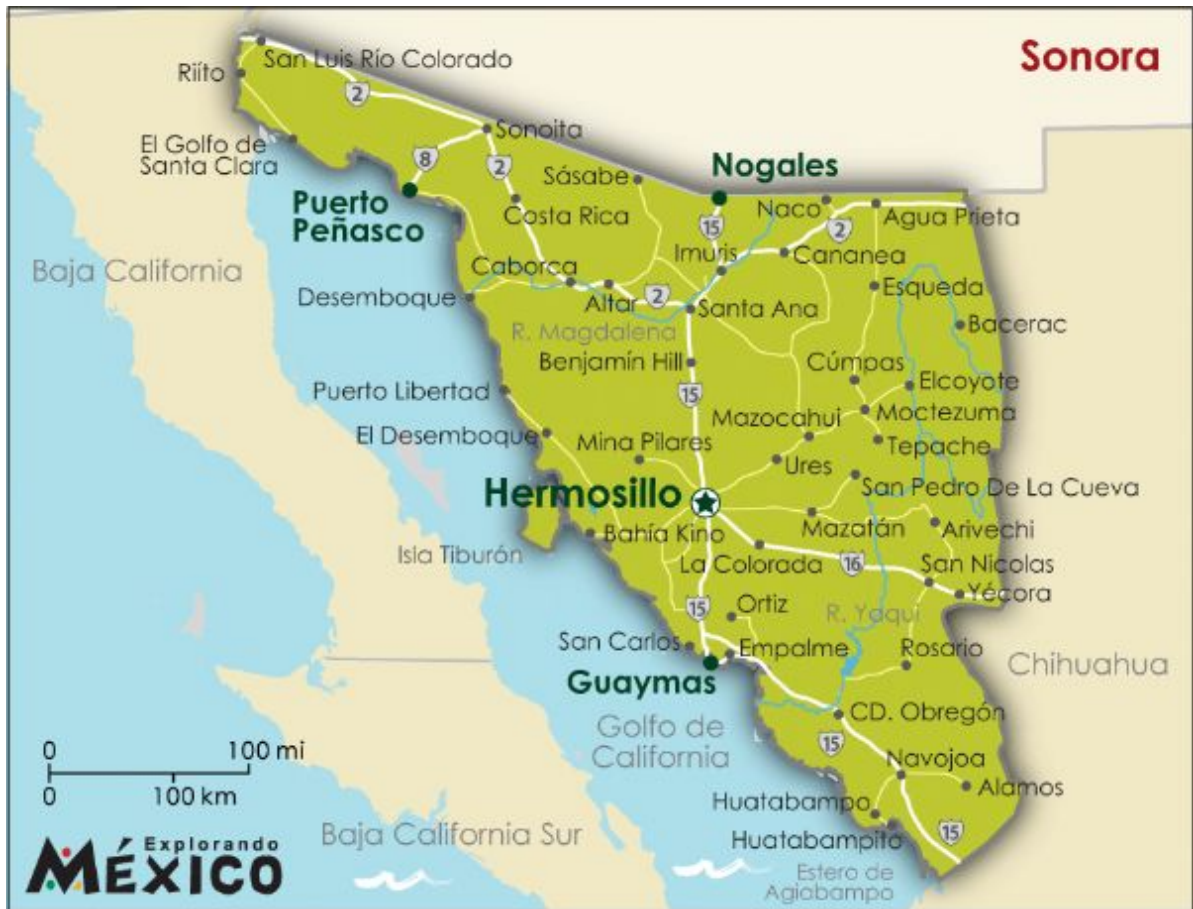 Sonora
San Luis Río Colorado
Riíto
2
El Golfo de
Santa Clara
Sonoita
8
2
Sásabe
Nogales
Puerto
Peñasco
Costa Rica
15
Naco
2
Agua Prieta
Baja California
Imuris
Cananea
Caborca
Desemboque
Altar
2
Santa Ana
Esqueda
Bacerac
R. Magdalena
Benjamín Hill
Cúmpas
Elcoyote
Puerto Libertad
15
Moctezuma
Mazocahui
El Desemboque
Mina Pilares
Tepache
Ures
Hermosillo
San Pedro De La Cueva
Bahía Kino
Mazatán
Arivechi
Isla Tiburón
La Colorada
16
San Nicolas
Yécora
15
Ortiz
R. Yaqui
San Carlos
Empalme
Rosario
Chihuahua
Guaymas
Golfo de
California
CD. Obregón
15
0 100 mi
0 100 km
Navojoa
Alamos
Huatabampo
Huatabampito
15
Baja California Sur
Estero de
Agiabampo
Explorando
MÉXICO